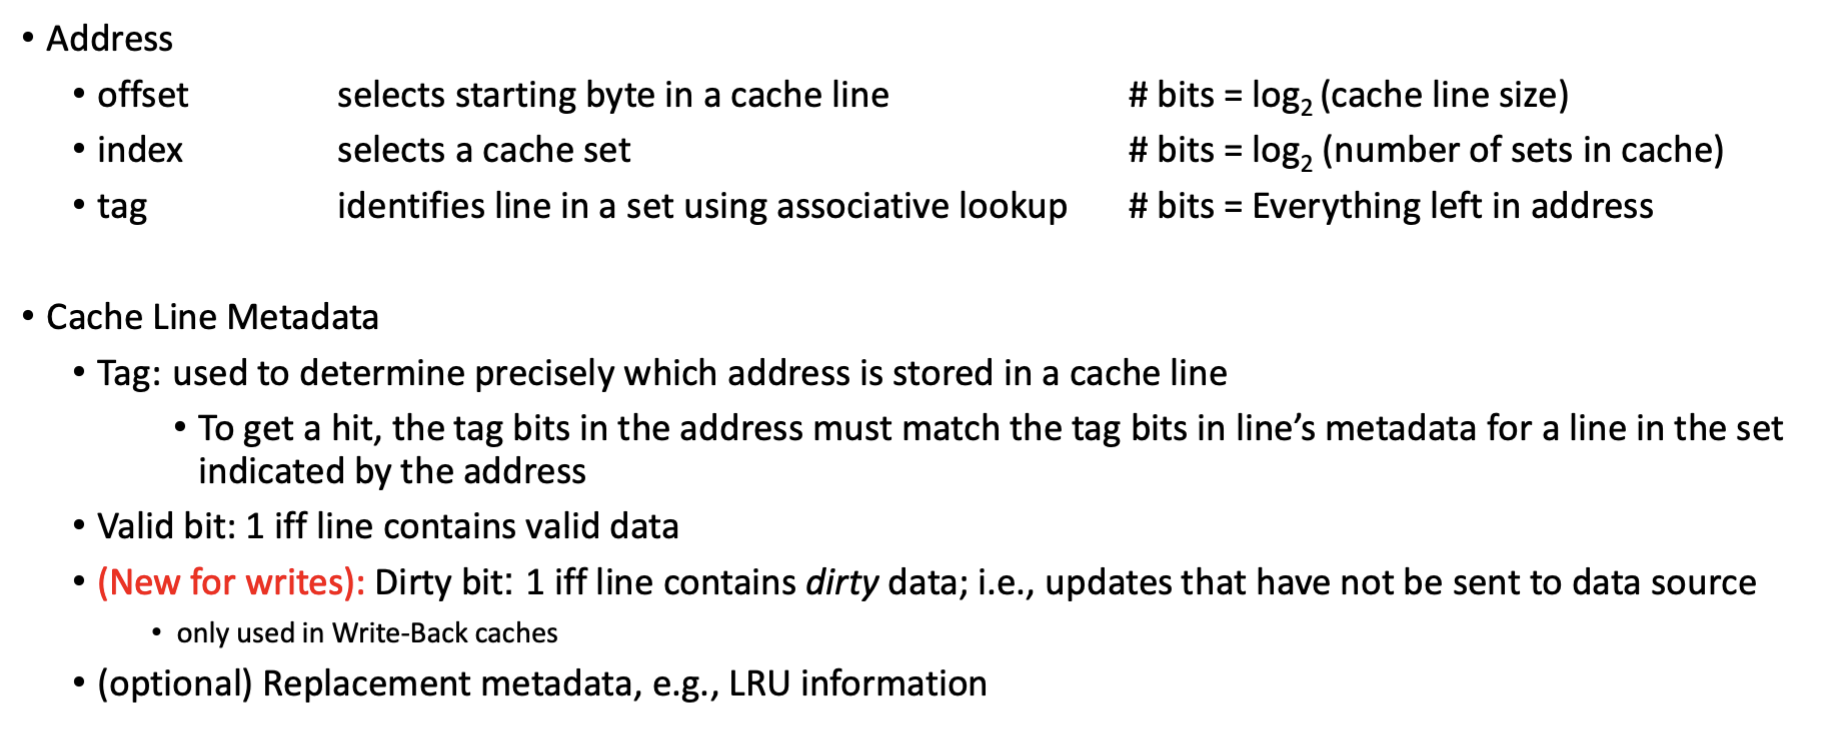 • Address
• offset selects starting byte in a cache line # bits = log₂ (cache line size)
• index selects a cache set # bits = log₂ (number of sets in cache)
• tag identifies line in a set using associative lookup # bits = Everything left in address
• Cache Line Metadata
• Tag: used to determine precisely which address is stored in a cache line
• To get a hit, the tag bits in the address must match the tag bits in line’s metadata for a line in the set
indicated by the address
• Valid bit: 1 iff line contains valid data
• (New for writes): Dirty bit: 1 iff line contains dirty data; i.e., updates that have not be sent to data source
• only used in Write-Back caches
• (optional) Replacement metadata, e.g., LRU information